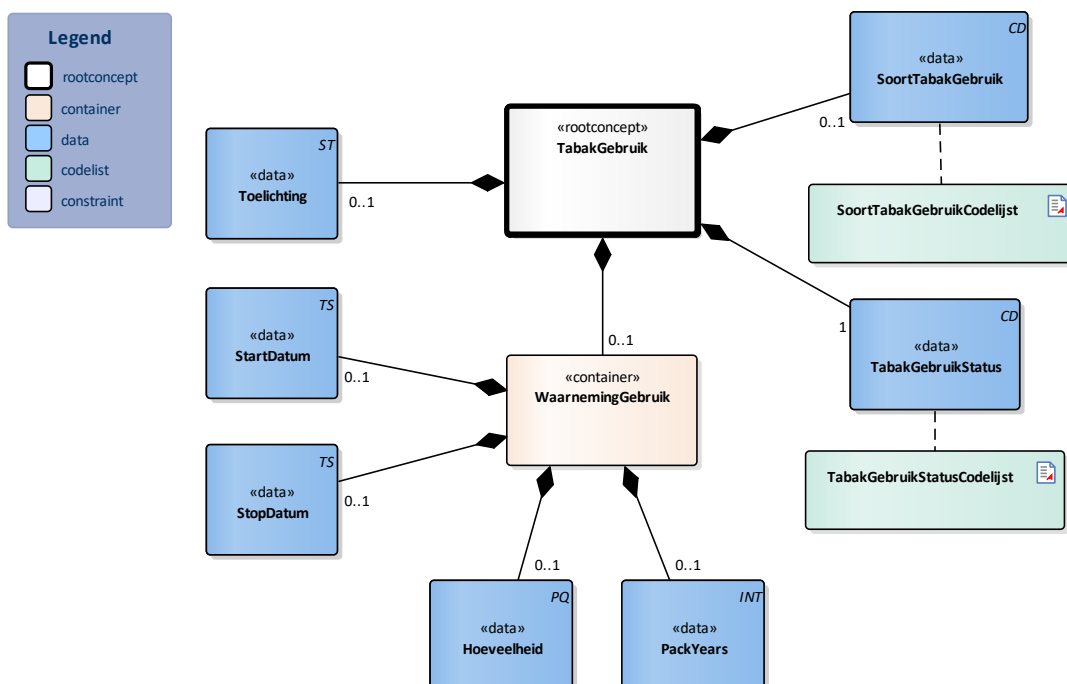 Legend
rootconcept
container
data
codelist
constraint
CD
«data»
SoortTabakGebruik
0..1
«rootconcept»
TabakGebruik
ST
«data»
Toelichting
0..1
SoortTabakGebruikCodelijst
TS
«data»
StartDatum
0..1
0..1
1
CD
«data»
TabakGebruikStatus
«container»
WaarnemingGebruik
TS
«data»
StopDatum
0..1
TabakGebruikStatusCodelijst
0..1
0..1
PQ
«data»
Hoeveelheid
INT
«data»
PackYears